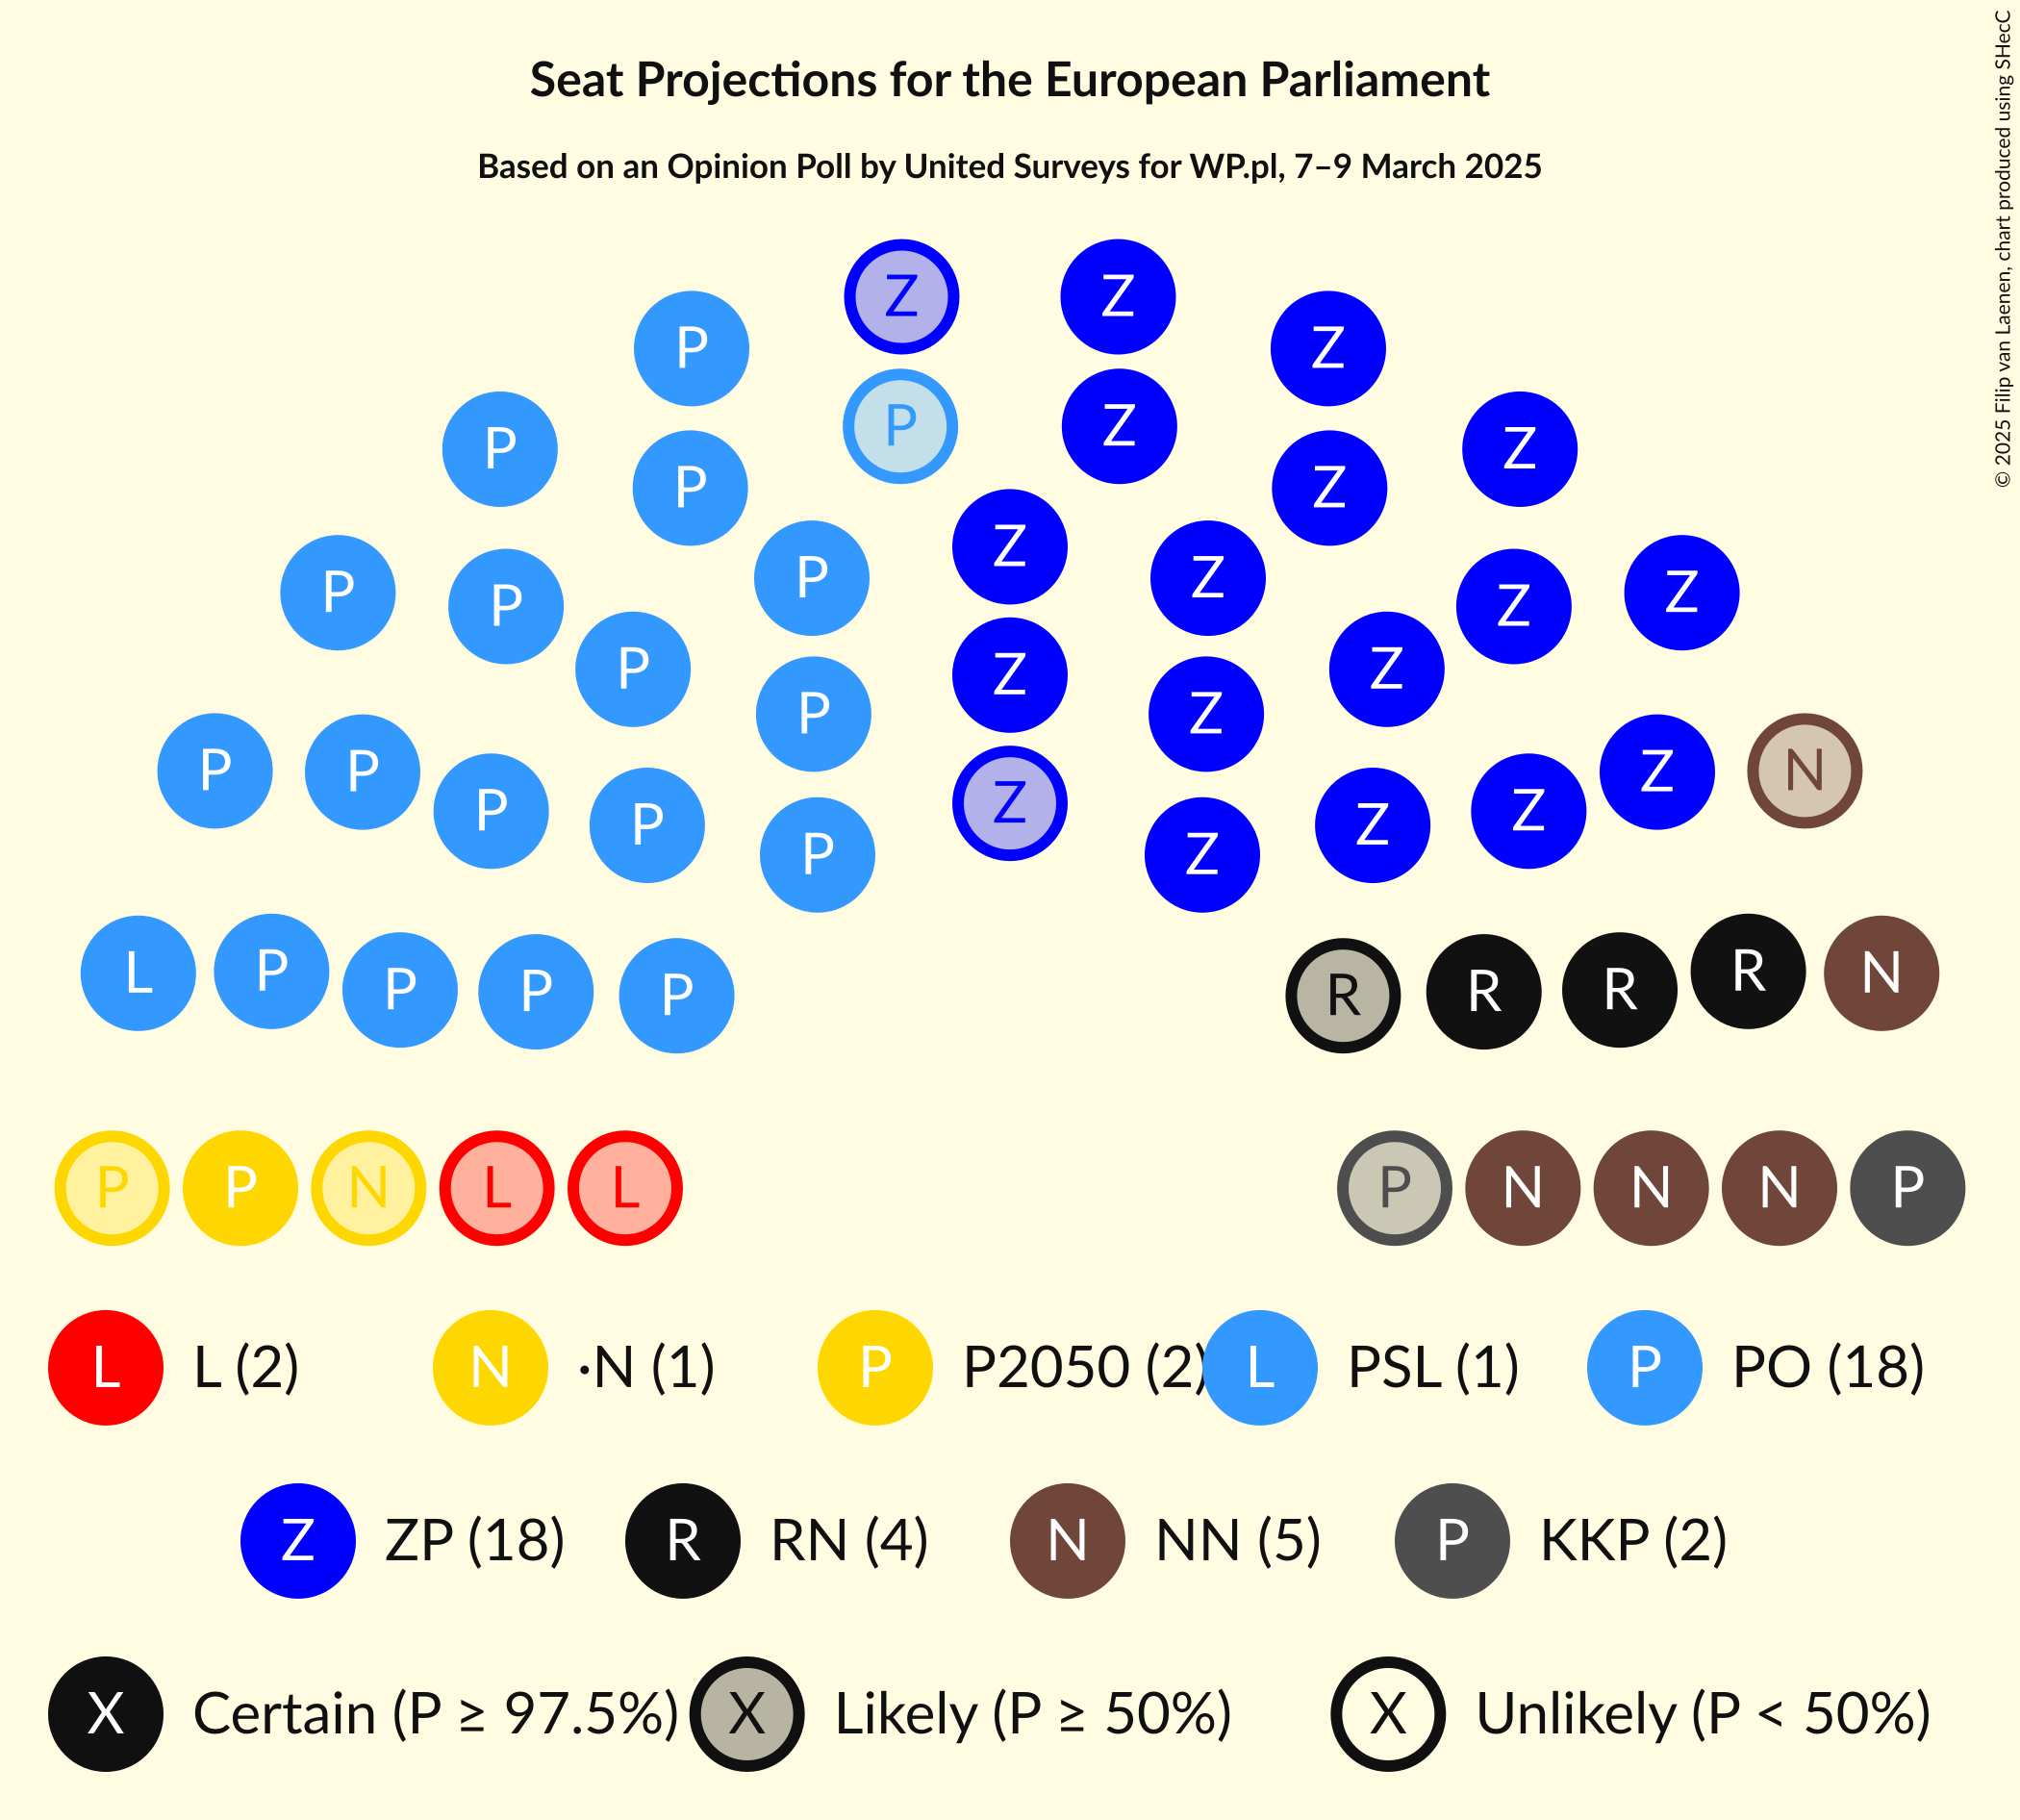 Seat Projections for the European Parliament
Based on an Opinion Poll by United Surveys for WP.pl, 7–9 March 2025
© 2025 Filip van Laenen, chart produced using SHecC
Z Z
P Z
P Z
P Z
P Z
Z
P Z
P Z
P P Z Z
P Z
Z
P Z
P P Z N
Z
P Z
P Z
P Z
L P P P P R R R R N
P P N L L P N N N P
L L (2) N ·N (1) P P2050 (2) L PSL (1) P PO (18)
Z ZP (18) R RN (4) N NN (5) P KKP (2)
X Certain (P ≥ 97.5%) X Likely (P ≥ 50%) X Unlikely (P < 50%)